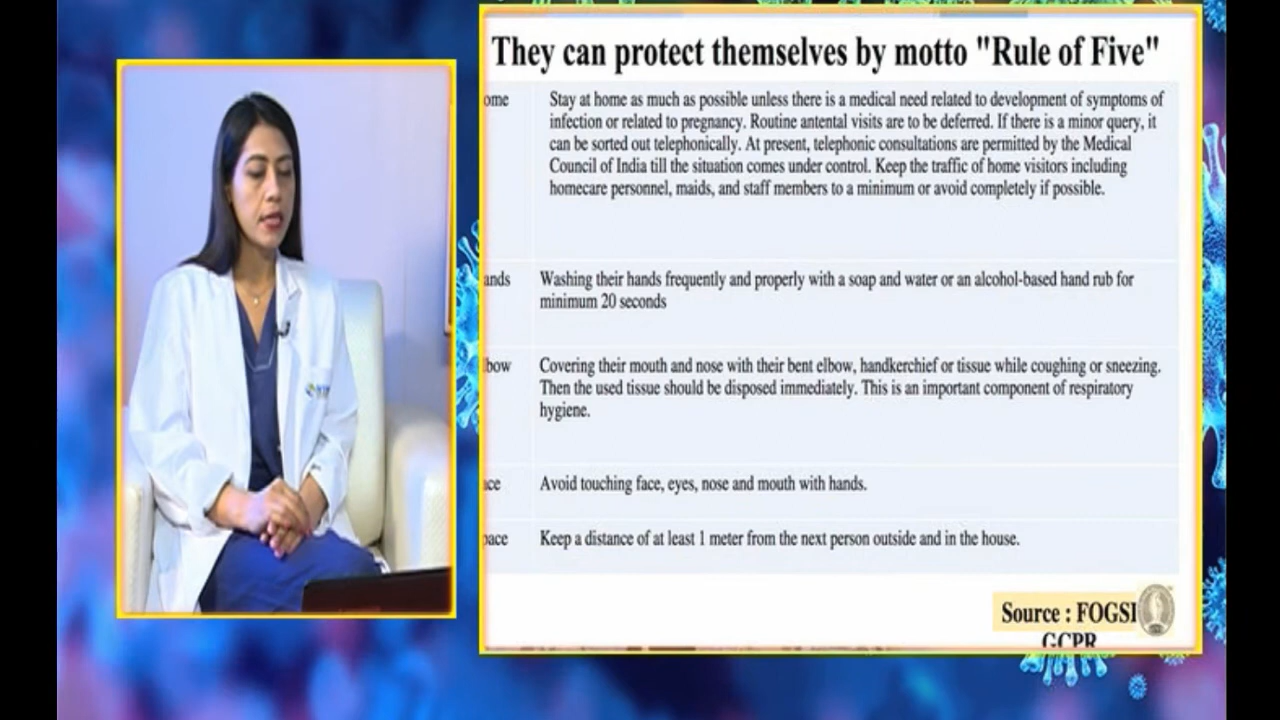 They can protect themselves by motto "Rule of Five"
ome
Stay at home as much as possible unless there is a medical need related to development of symptoms of
infection or related to pregnancy. Routine antental visits are to be deferred. If there is a minor query, it
can be sorted out telephonically. At present, telephonic consultations are permitted by the Medical
Council of India till the situation comes under control. Keep the traffic of home visitors including
homecare personnel, maids, and staff members to a minimum or avoid completely if possible.
ands
Washing their hands frequently and properly with a soap and water or an alcohol-based hand rub for
minimum 20 seconds
bow
Covering their mouth and nose with their bent elbow, handkerchief or tissue while coughing or sneezing.
Then the used tissue should be disposed immediately. This is an important component of respiratory
hygiene.
ace
Avoid touching face, eyes, nose and mouth with hands.
pace
Keep a distance of at least 1 meter from the next person outside and in the house.
Source : FOGSI
GCPR